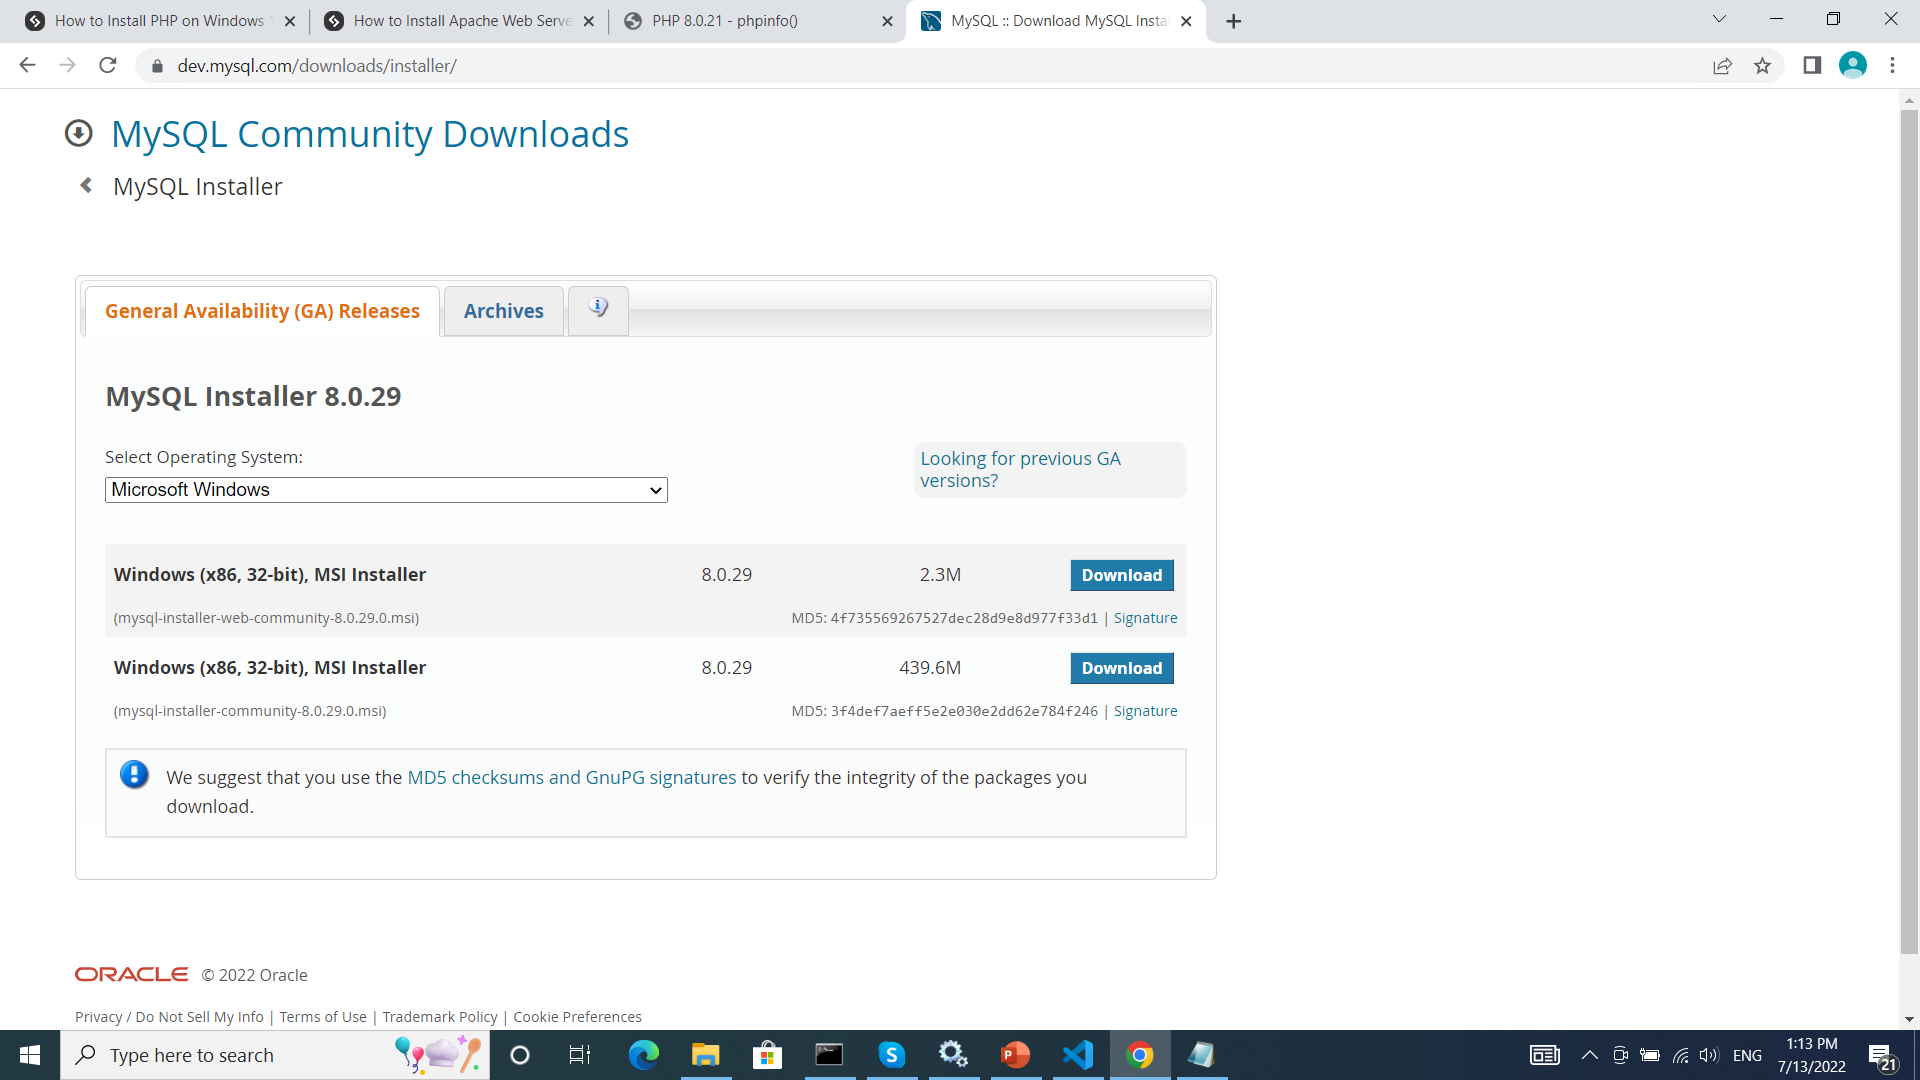 How to Install PHP on Windows 1
How to Install Apache Web Serve
PHP 8.0.21 - phpinfo()
MySQL :: Download MySQL Instal
dev.mysql.com/downloads/installer/
MySQL Community Downloads
MySQL Installer
General Availability (GA) Releases
Archives
MySQL Installer 8.0.29
Select Operating System:
Looking for previous GA
versions?
Microsoft Windows
Windows (x86, 32-bit), MSI Installer 8.0.29 2.3M Download
(mysql-installer-web-community-8.0.29.0.msi) MD5: 4f735569267527dec28d9e8d977f33d1 | Signature
Windows (x86, 32-bit), MSI Installer 8.0.29 439.6M Download
(mysql-installer-community-8.0.29.0.msi) MD5: 3f4def7aeff5e2e030e2dd62e784f246 | Signature
We suggest that you use the MD5 checksums and GnuPG signatures to verify the integrity of the packages you
download.
ORACLE © 2022 Oracle
Privacy / Do Not Sell My Info | Terms of Use | Trademark Policy | Cookie Preferences
Type here to search
ENG
1:13 PM
7/13/2022
21